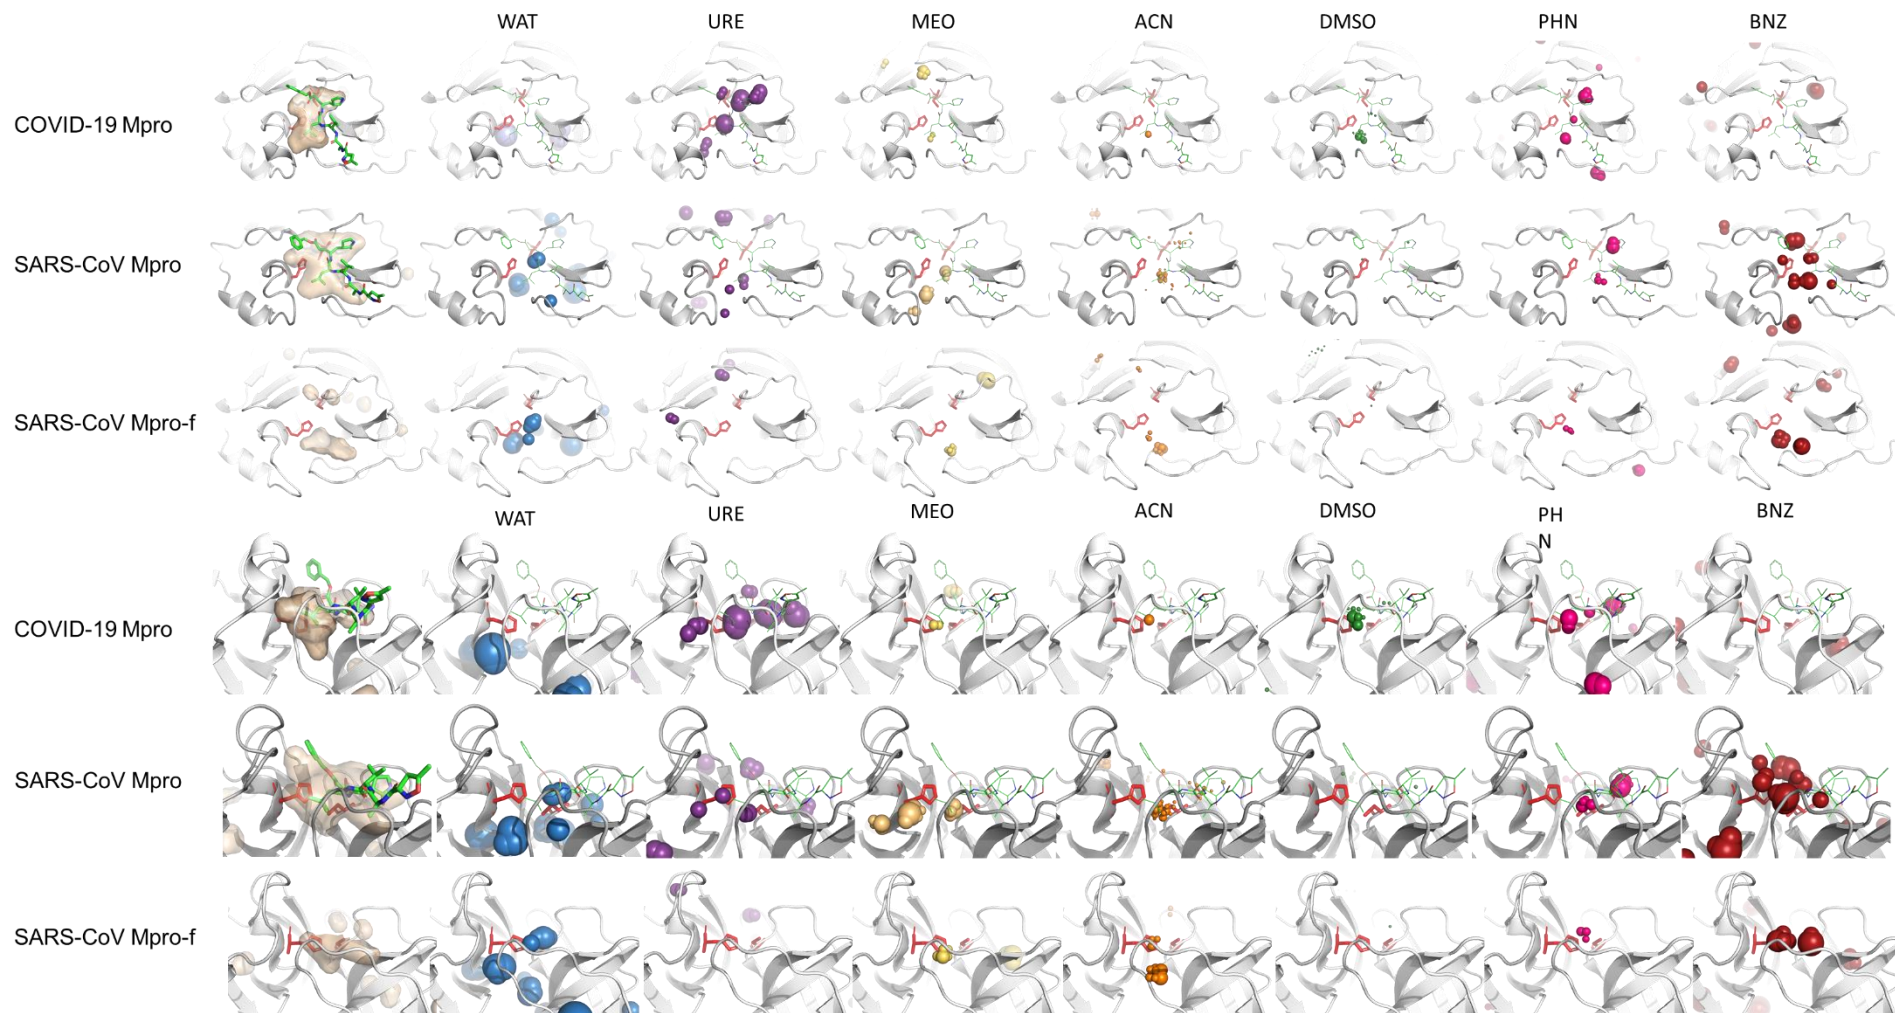 WAT URE MEO ACN DMSO PHN BNZ
COVID-19 Mpro
SARS-CoV Mpro
SARS-CoV Mpro-f
WAT URE MEO ACN DMSO PH BNZ
N
COVID-19 Mpro
SARS-CoV Mpro
SARS-CoV Mpro-f